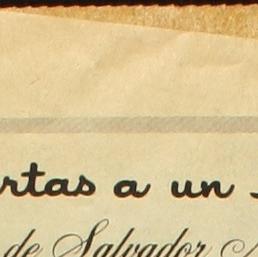 rtas a un
de Salvador